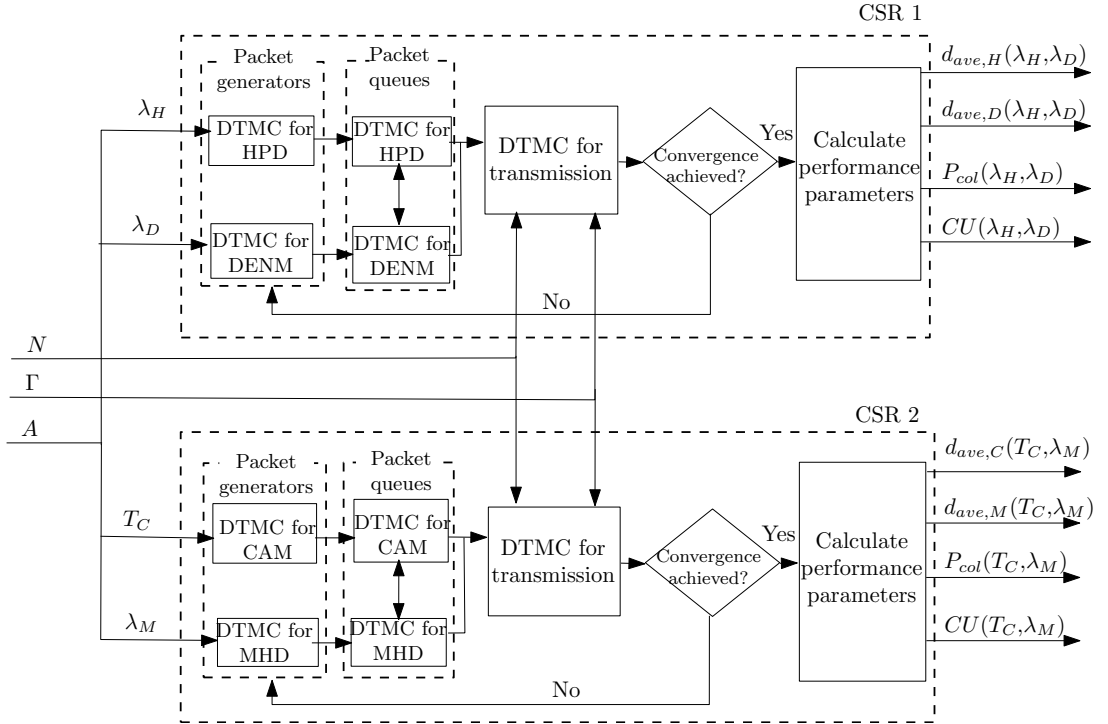 CSR 1
Packet
generators
Packet
queues
λ_H
DTMC for
HPD
DTMC for
HPD
DTMC for
transmission
Convergence
achieved?
Yes
Calculate
performance
parameters
d_{ave,H}(λ_H,λ_D)
d_{ave,D}(λ_H,λ_D)
P_{col}(λ_H,λ_D)
CU(λ_H,λ_D)
λ_D
DTMC for
DENM
DTMC for
DENM
No
N
Γ
A
CSR 2
Packet
generators
Packet
queues
T_C
DTMC for
CAM
DTMC for
CAM
DTMC for
transmission
Convergence
achieved?
Yes
Calculate
performance
parameters
d_{ave,C}(T_C,λ_M)
d_{ave,M}(T_C,λ_M)
P_{col}(T_C,λ_M)
CU(T_C,λ_M)
λ_M
DTMC for
MHD
DTMC for
MHD
No